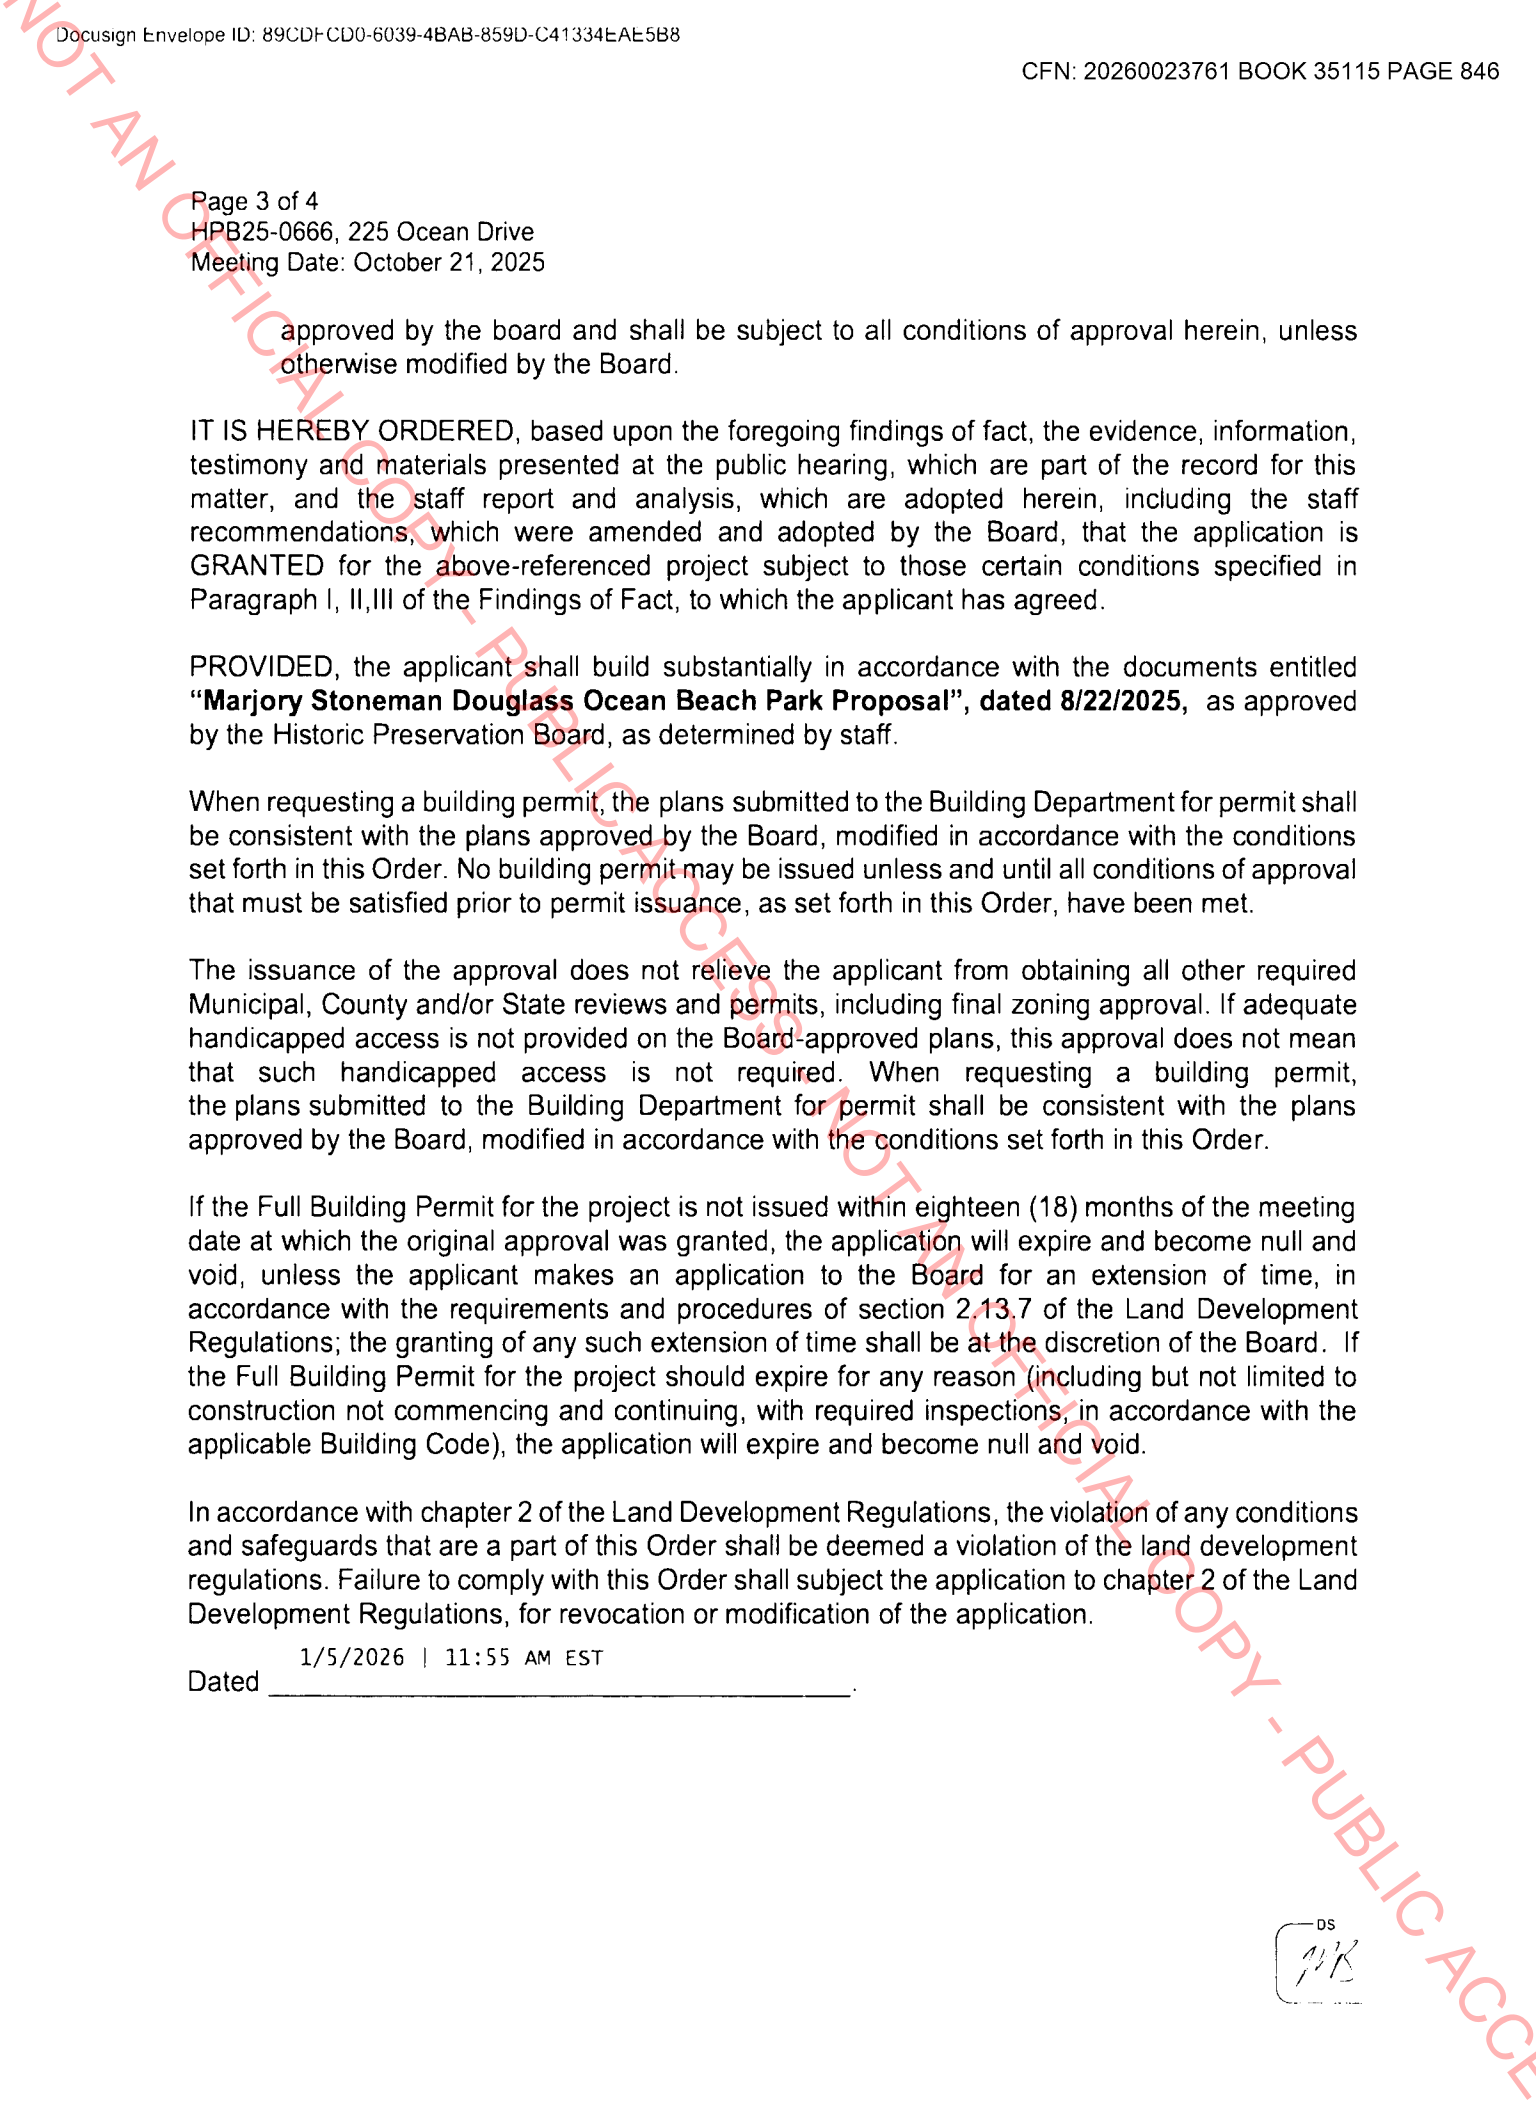 Docusign Envelope ID: 89CDFCD0-6039-4BAB-859D-C41334EAE5B8
CFN: 20260023761 BOOK 35115 PAGE 846
Page 3 of 4
HPB25-0666, 225 Ocean Drive
Meeting Date: October 21, 2025
approved by the board and shall be subject to all conditions of approval herein, unless
otherwise modified by the Board.
IT IS HEREBY ORDERED, based upon the foregoing findings of fact, the evidence, information,
testimony and materials presented at the public hearing, which are part of the record for this
matter, and the staff report and analysis, which are adopted herein, including the staff
recommendations, which were amended and adopted by the Board, that the application is
GRANTED for the above-referenced project subject to those certain conditions specified in
Paragraph I, II,III of the Findings of Fact, to which the applicant has agreed.
PROVIDED, the applicant shall build substantially in accordance with the documents entitled
“Marjory Stoneman Douglass Ocean Beach Park Proposal”, dated 8/22/2025, as approved
by the Historic Preservation Board, as determined by staff.
When requesting a building permit, the plans submitted to the Building Department for permit shall
be consistent with the plans approved by the Board, modified in accordance with the conditions
set forth in this Order. No building permit may be issued unless and until all conditions of approval
that must be satisfied prior to permit issuance, as set forth in this Order, have been met.
The issuance of the approval does not relieve the applicant from obtaining all other required
Municipal, County and/or State reviews and permits, including final zoning approval. If adequate
handicapped access is not provided on the Board-approved plans, this approval does not mean
that such handicapped access is not required. When requesting a building permit,
the plans submitted to the Building Department for permit shall be consistent with the plans
approved by the Board, modified in accordance with the conditions set forth in this Order.
If the Full Building Permit for the project is not issued within eighteen (18) months of the meeting
date at which the original approval was granted, the application will expire and become null and
void, unless the applicant makes an application to the Board for an extension of time, in
accordance with the requirements and procedures of section 2.13.7 of the Land Development
Regulations; the granting of any such extension of time shall be at the discretion of the Board. If
the Full Building Permit for the project should expire for any reason (including but not limited to
construction not commencing and continuing, with required inspections, in accordance with the
applicable Building Code), the application will expire and become null and void.
In accordance with chapter 2 of the Land Development Regulations, the violation of any conditions
and safeguards that are a part of this Order shall be deemed a violation of the land development
regulations. Failure to comply with this Order shall subject the application to chapter 2 of the Land
Development Regulations, for revocation or modification of the application.
1/5/2026 | 11:55 AM EST
Dated ______________________.
DS
NOT AN OFFICIAL COPY - PUBLIC ACCESS - NOT AN OFFICIAL COPY - PUBLIC ACCE